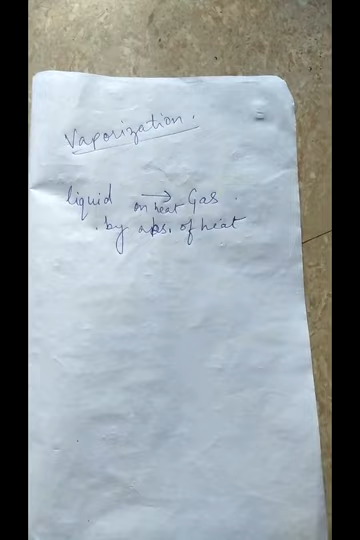 Vaporization.
liquid → Gas.
on heat
by abs. of heat